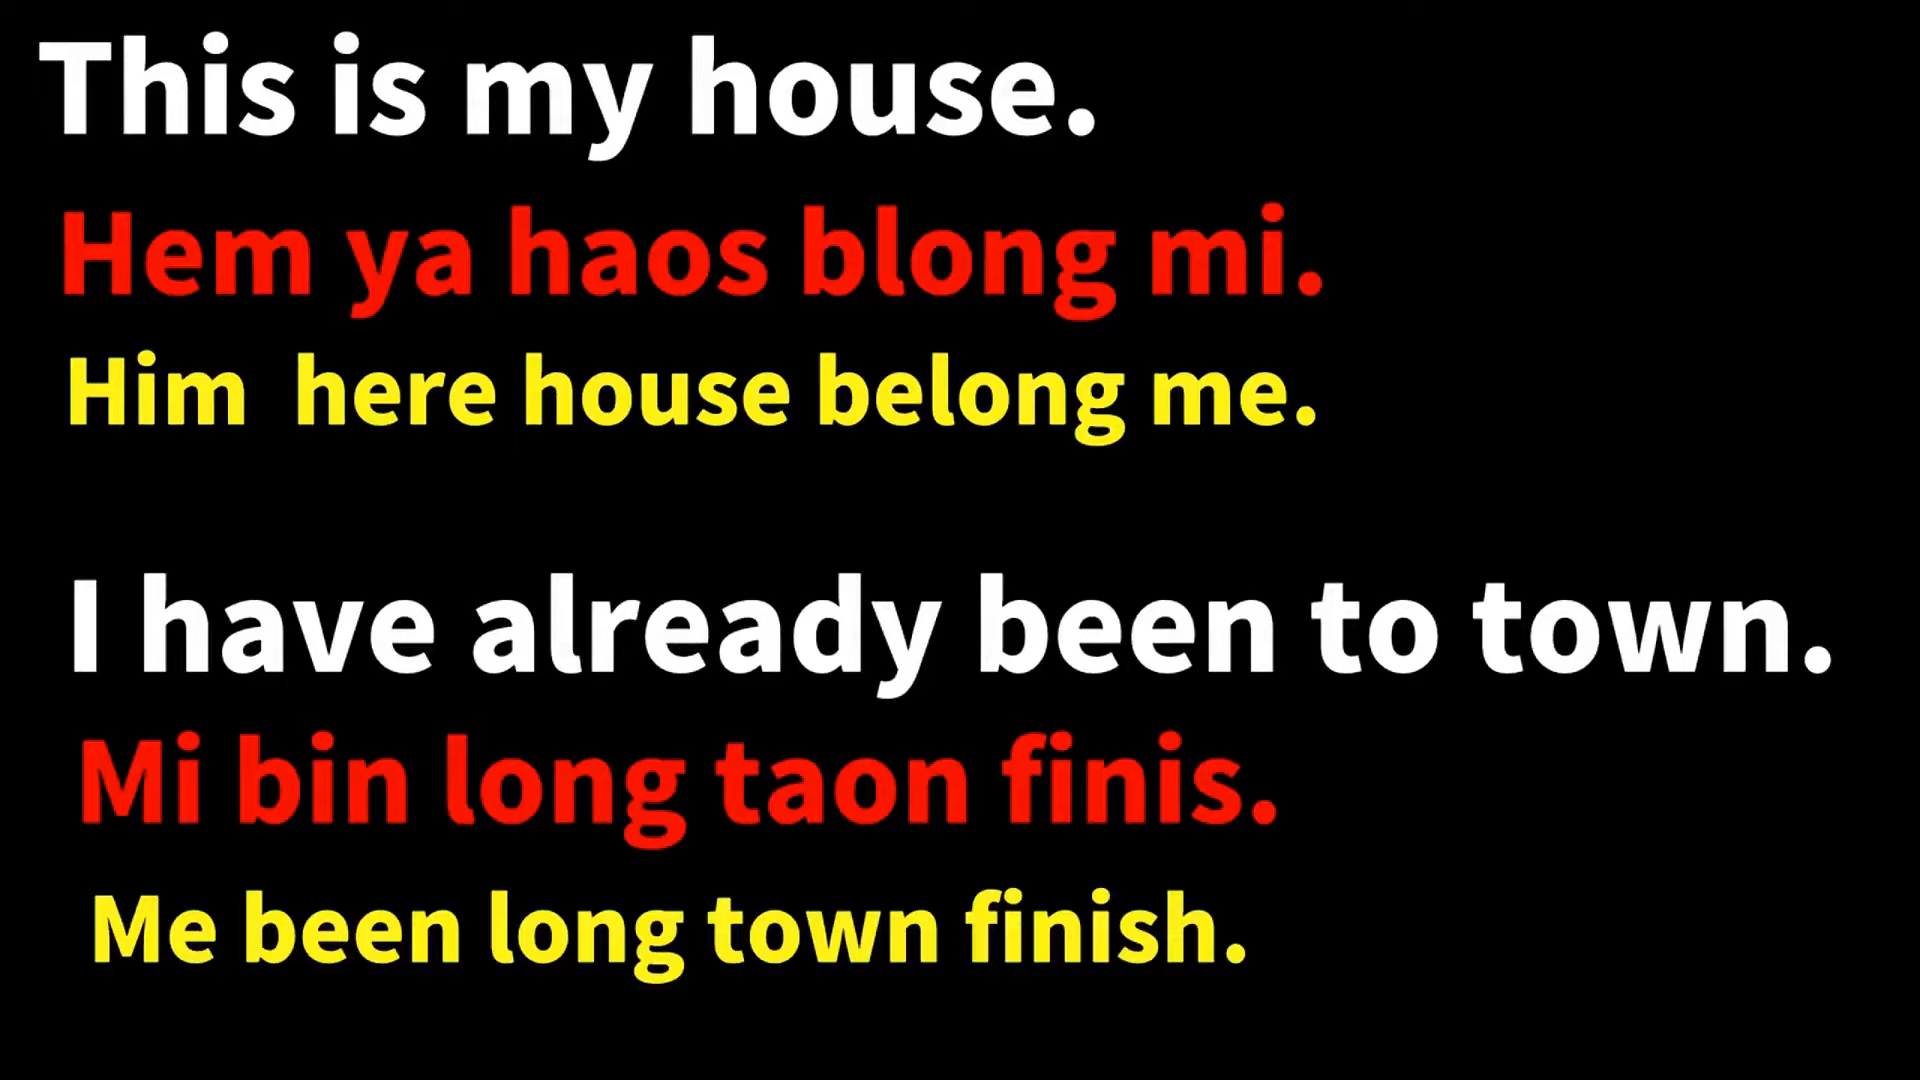 This is my house.
Hem ya haos blong mi.
Him here house belong me.
I have already been to town.
Mi bin long taon finis.
Me been long town finish.